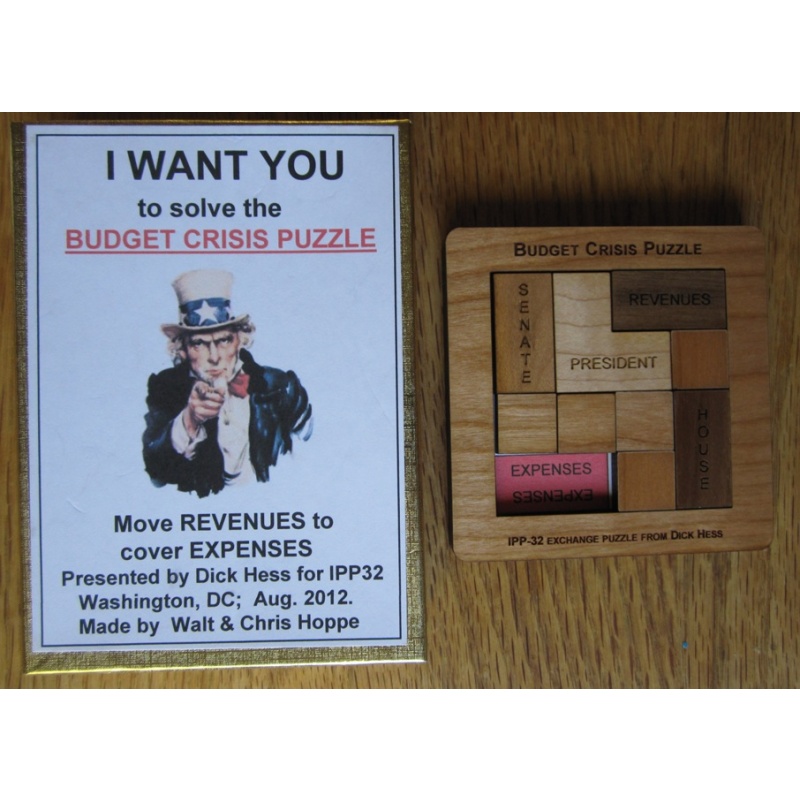 I WANT YOU
to solve the
BUDGET CRISIS PUZZLE
Move REVENUES to
cover EXPENSES
Presented by Dick Hess for IPP32
Washington, DC; Aug. 2012.
Made by Walt & Chris Hoppe
BUDGET CRISIS PUZZLE
SENATE
REVENUES
PRESIDENT
HOUSE
EXPENSES
EXPENSES
IPP-32 EXCHANGE PUZZLE FROM DICK HESS